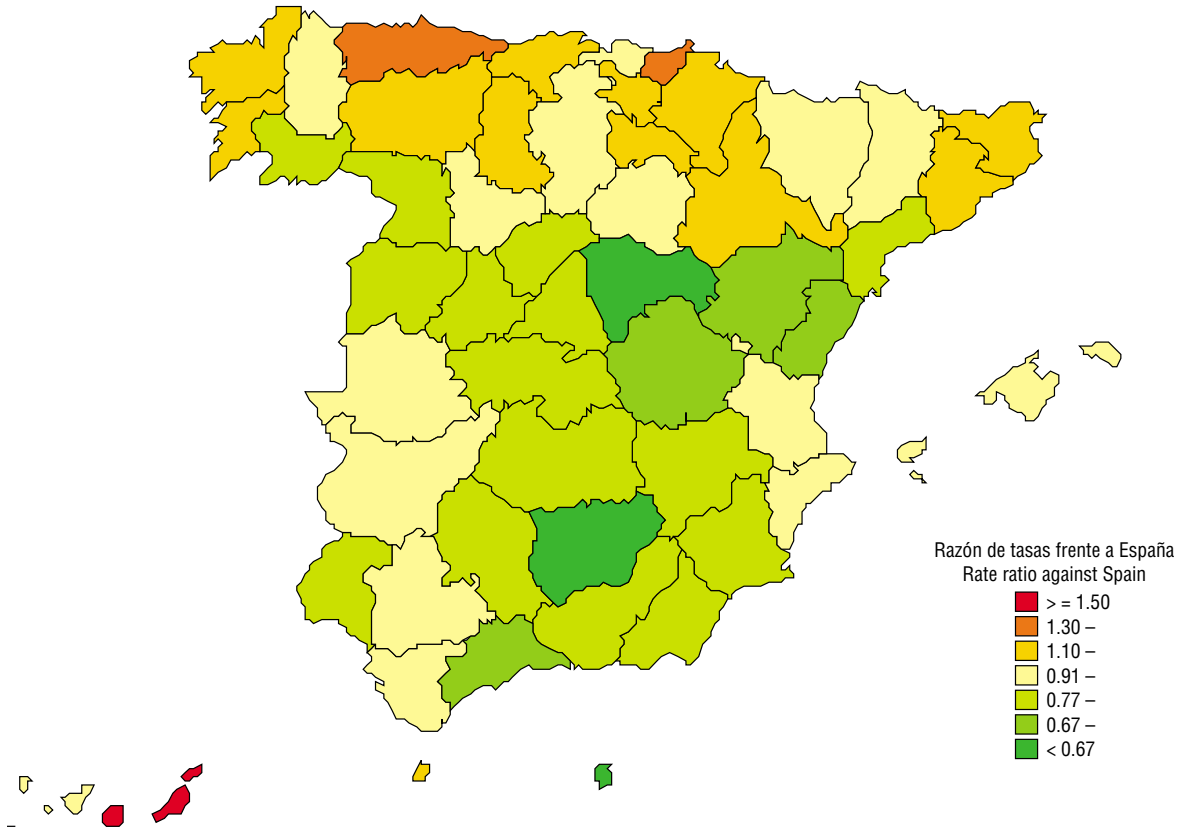 Razón de tasas frente a España
Rate ratio against Spain
> = 1.50
1.30 –
1.10 –
0.91 –
0.77 –
0.67 –
< 0.67